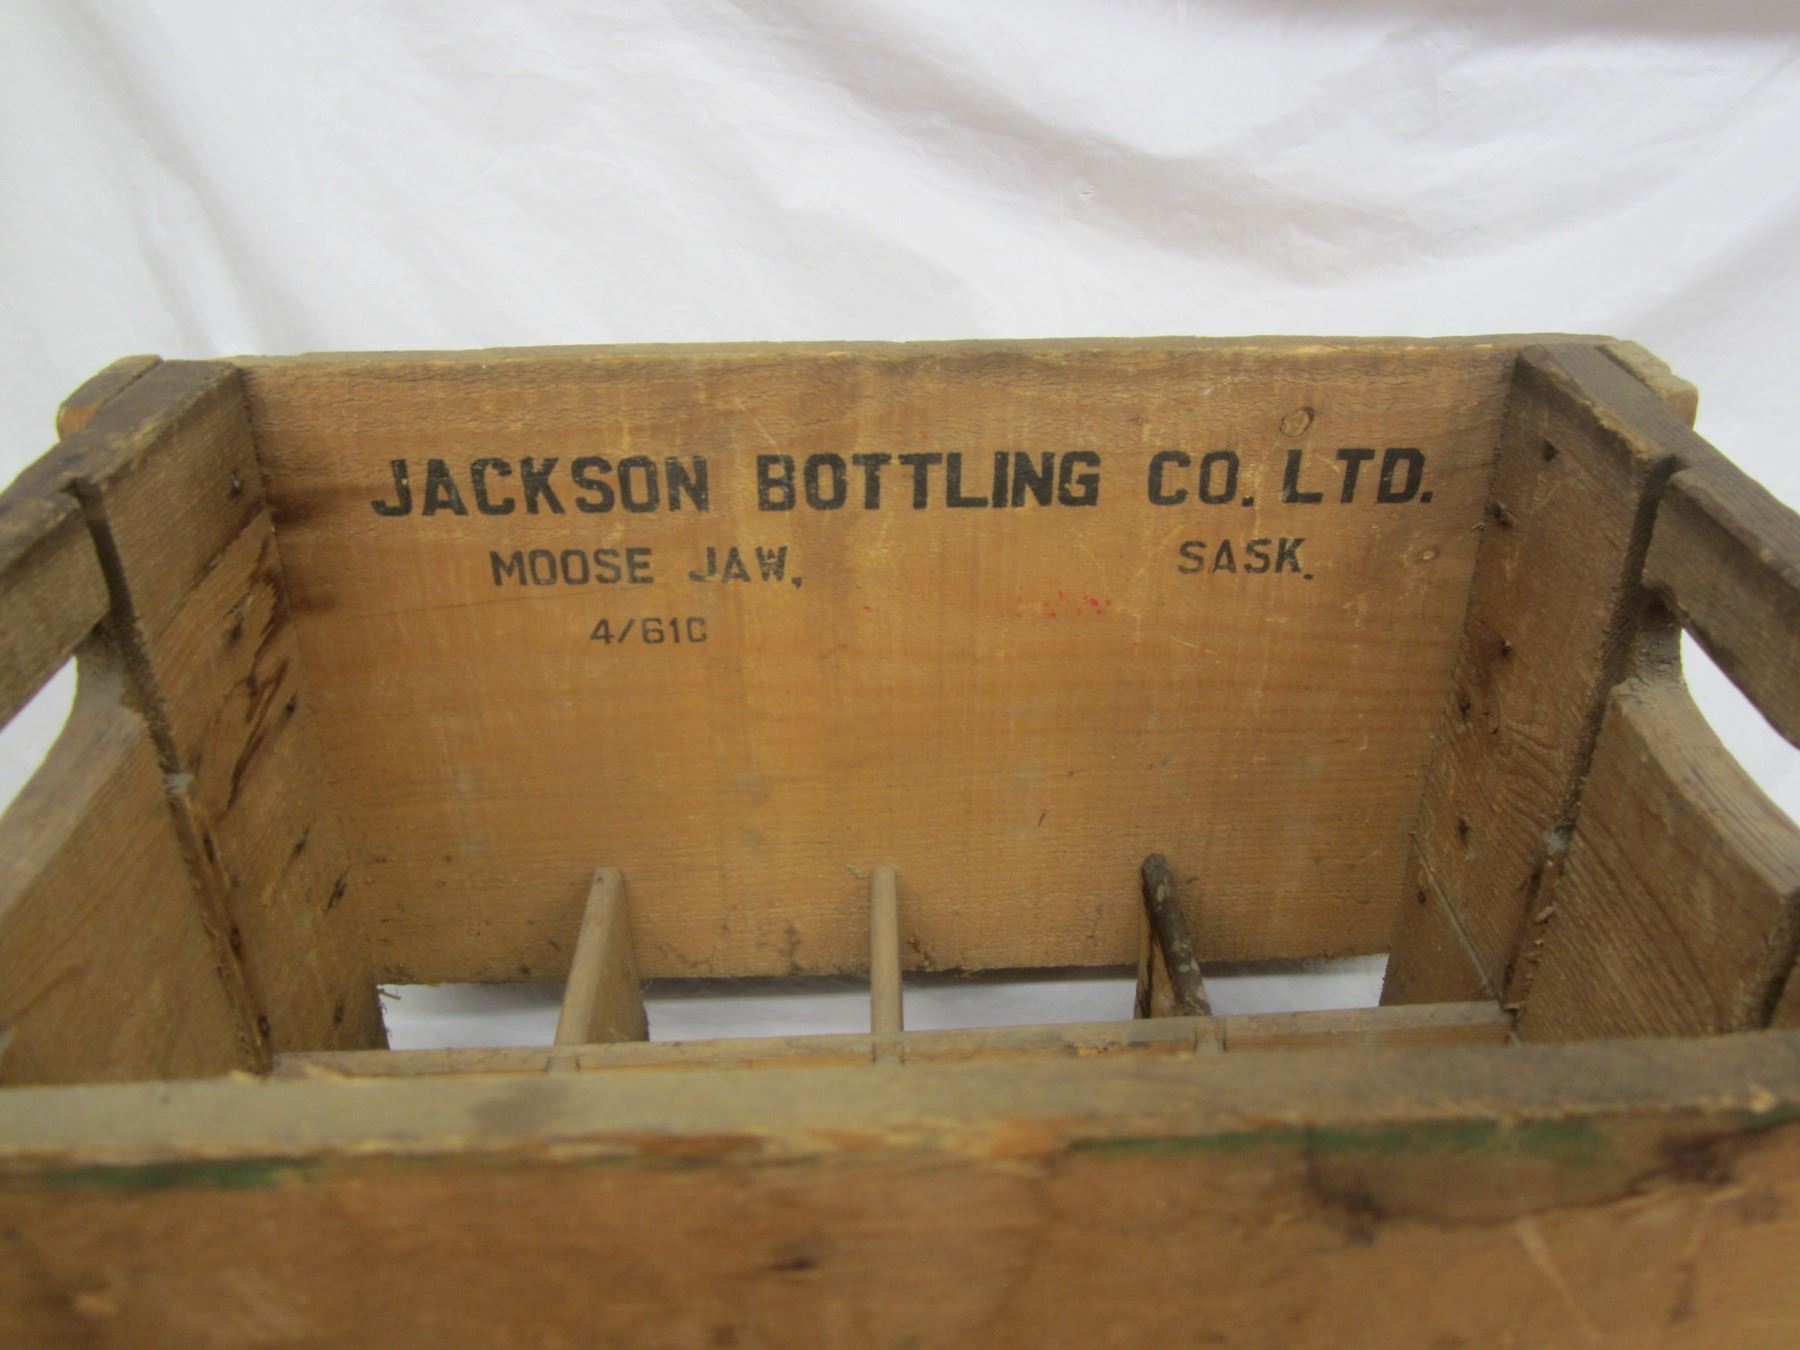 JACKSON BOTTLING CO. LTD.
MOOSE JAW, SASK.
4/61C